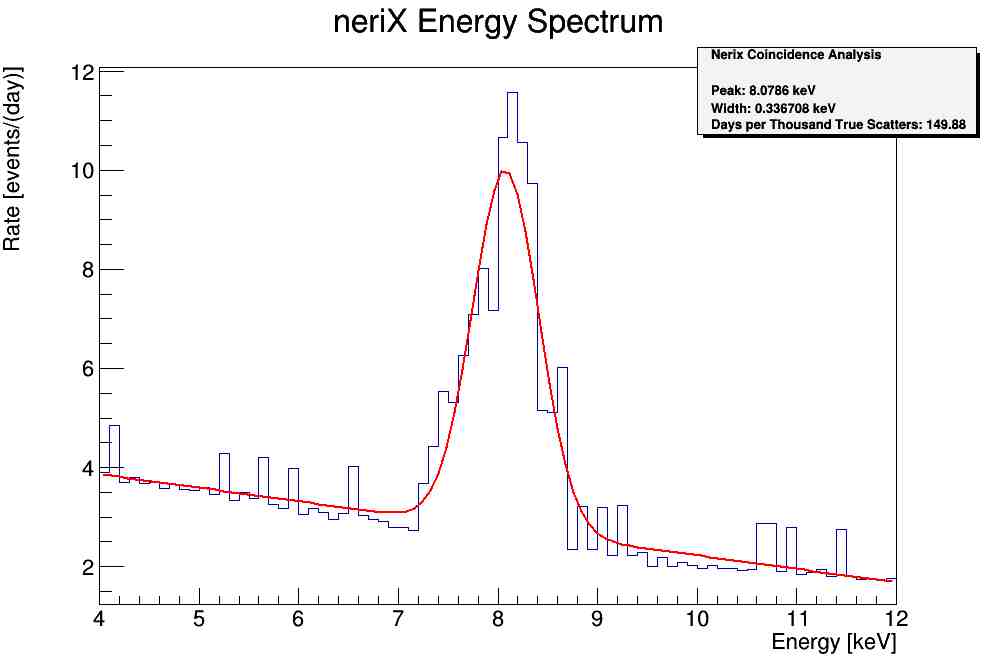 neriX Energy Spectrum
Nerix Coincidence Analysis
Peak: 8.0786 keV
Width: 0.336708 keV
Days per Thousand True Scatters: 149.88
Rate [events/(day)]
12
10
8
6
4
2
4 5 6 7 8 9 10 11 12
Energy [keV]